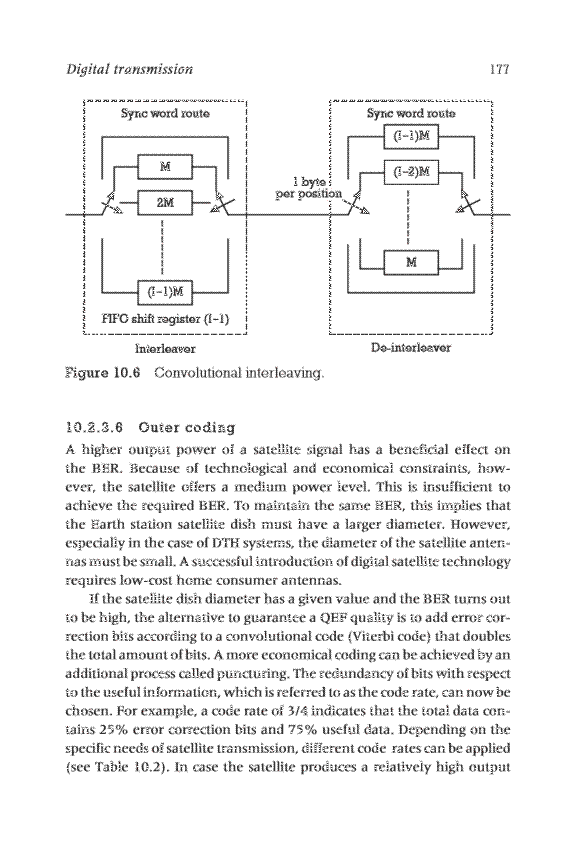 Digital transmission 177
Sync word route
M
2M
(I–1)M
FIFO shift register (I–1)
Interleaver
1 byte
per position
Sync word route
(I–1)M
(I–2)M
M
De-interleaver
Figure 10.6 Convolutional interleaving.
10.2.3.6 Outer coding
A higher output power of a satellite signal has a beneficial effect on
the BER. Because of technological and economical constraints, how-
ever, the satellite offers a medium power level. This is insufficient to
achieve the required BER. To maintain the same BER, this implies that
the Earth station satellite dish must have a larger diameter. However,
especially in the case of DTH systems, the diameter of the satellite anten-
nas must be small. A successful introduction of digital satellite technology
requires low-cost home consumer antennas.
If the satellite dish diameter has a given value and the BER turns out
to be high, the alternative to guarantee a QEF quality is to add error cor-
rection bits according to a convolutional code (Viterbi code) that doubles
the total amount of bits. A more economical coding can be achieved by an
additional process called puncturing. The redundancy of bits with respect
to the useful information, which is referred to as the code rate, can now be
chosen. For example, a code rate of 3/4 indicates that the total data con-
tains 25% error correction bits and 75% useful data. Depending on the
specific needs of satellite transmission, different code rates can be applied
(see Table 10.2). In case the satellite produces a relatively high output